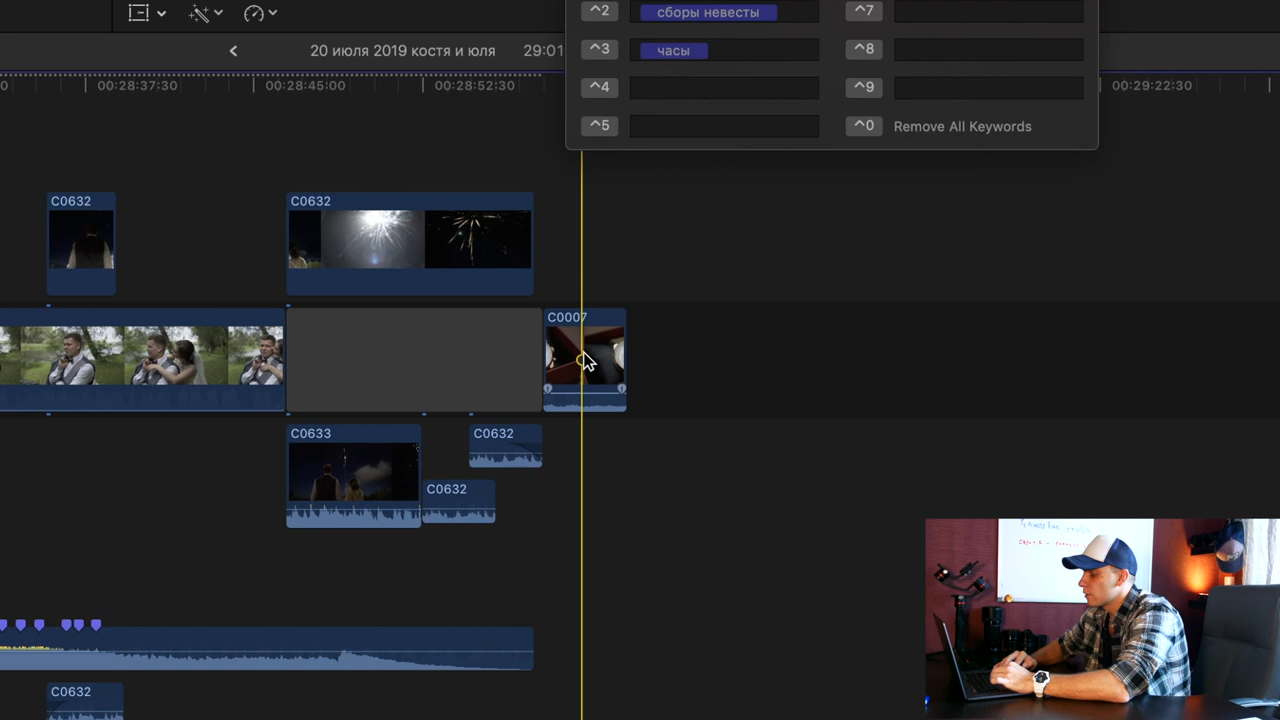 ^2 сборы невесты ^7
< 20 июля 2019 костя и юля 29:01
^3 часы ^8
0 00:28:37:30 00:28:45:00 00:28:52:30 ^4 ^9 00:29:22:30
^5 ^0 Remove All Keywords
C0632 C0632
C0007
C0633 C0632
C0632
C0632